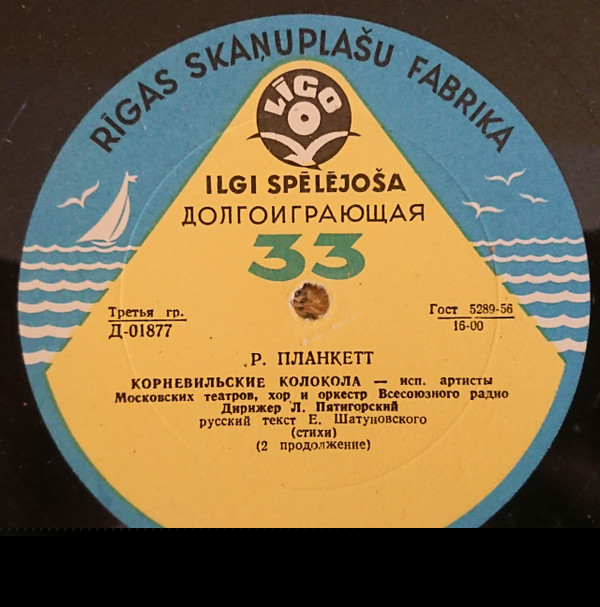 RĪGAS SKAŅUPLAŠU FABRIKA
LĪGO
ILGI SPĒLĒJOŠA
ДОЛГОИГРАЮЩАЯ
33
Третья гр.
Д-01877
Гост 5289-56
16-00
Р. ПЛАНКЕТТ
КОРНЕВИЛЬСКИЕ КОЛОКОЛА — исп. артисты
Московских театров, хор и оркестр Всесоюзного радио
Дирижер Л. Пятигорский
русский текст Е. Шатуновского
(стихи)
(2 продолжение)